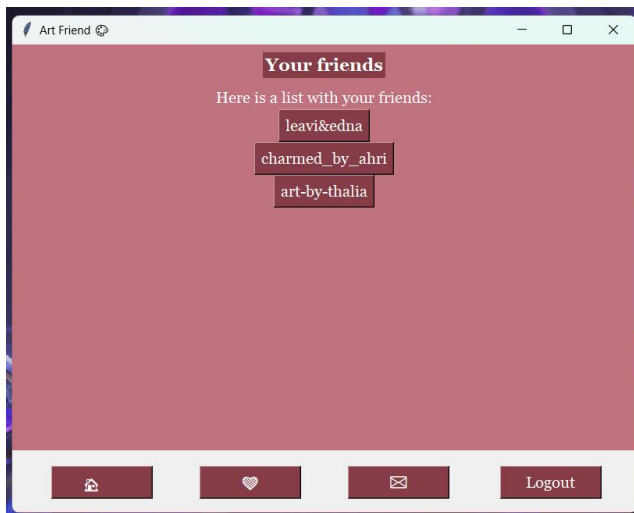 Art Friend 🎨
Your friends
Here is a list with your friends:
leavi&edna
charmed_by_ahri
art-by-thalia
Logout